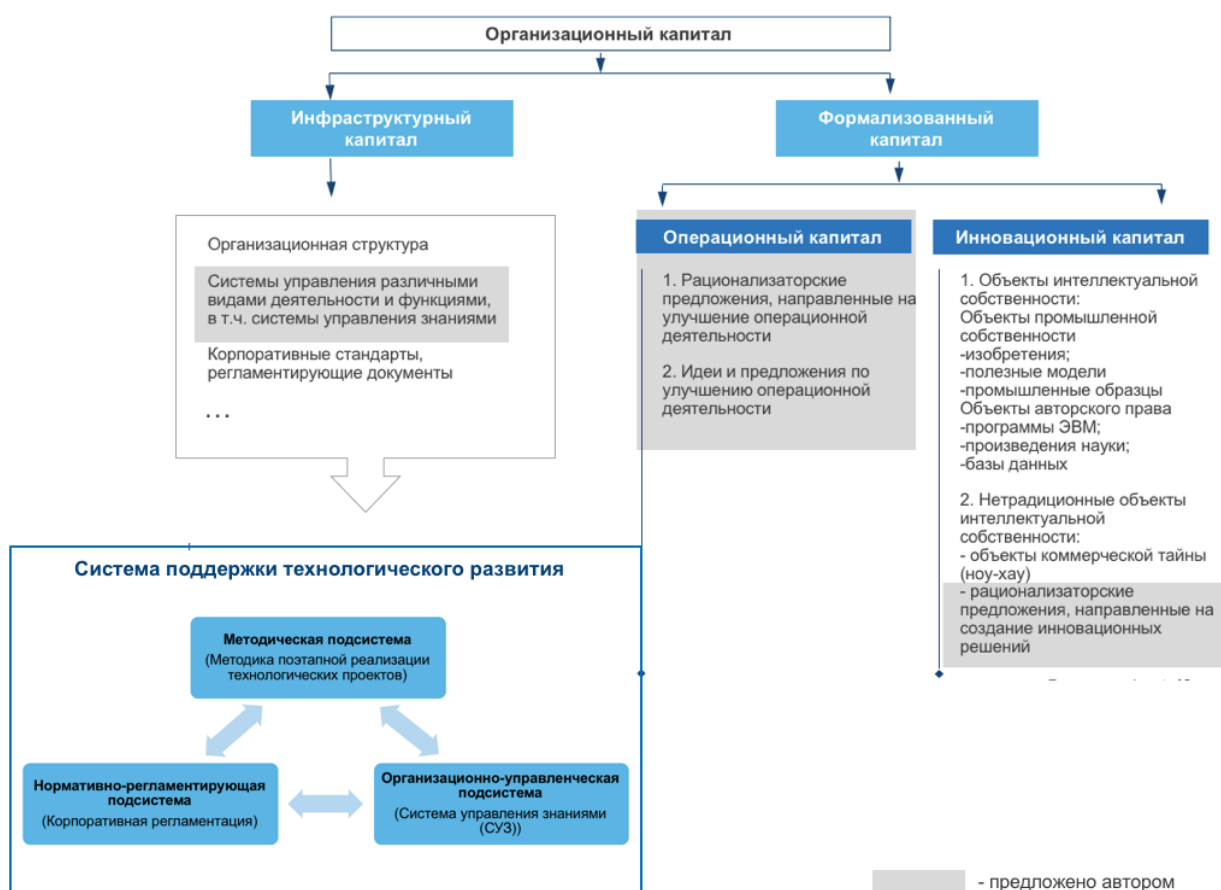 Организационный капитал
Инфраструктурный
капитал
Формализованный
капитал
Организационная структура
Системы управления различными
видами деятельности и функциями,
в т.ч. системы управления знаниями
Корпоративные стандарты,
регламентирующие документы
...
Операционный капитал
1. Рационализаторские
предложения, направленные на
улучшение операционной
деятельности
2. Идеи и предложения по
улучшению операционной
деятельности
Инновационный капитал
1. Объекты интеллектуальной
собственности:
Объекты промышленной
собственности
-изобретения;
-полезные модели
-промышленные образцы
Объекты авторского права
-программы ЭВМ;
-произведения науки;
-базы данных
2. Нетрадиционные объекты
интеллектуальной
собственности:
- объекты коммерческой тайны
(ноу-хау)
- рационализаторские
предложения, направленные на
создание инновационных
решений
Система поддержки технологического развития
Методическая подсистема
(Методика поэтапной реализации
технологических проектов)
Нормативно-регламентирующая
подсистема
(Корпоративная регламентация)
Организационно-управленческая
подсистема
(Система управления знаниями
(СУЗ))
- предложено автором